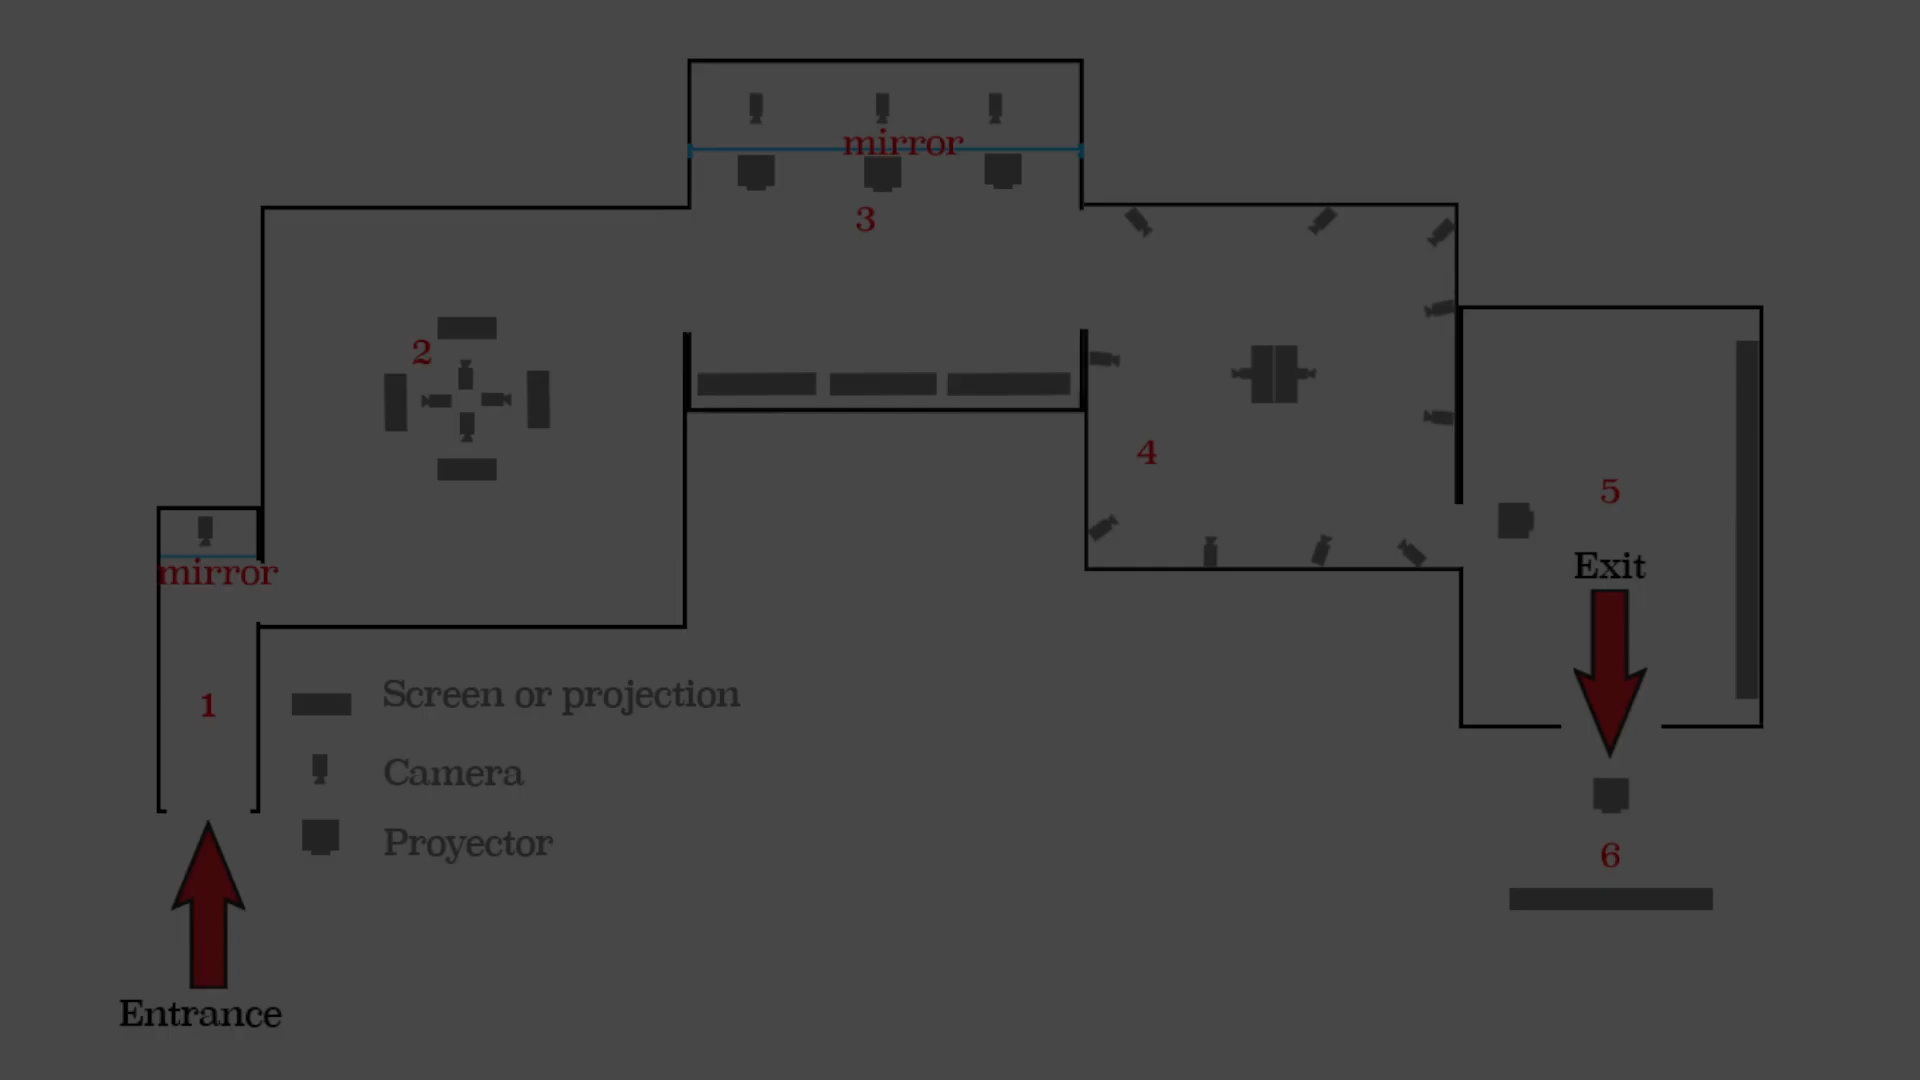 mirror
3
2
4
5
Exit
mirror
1
Screen or projection
Camera
Proyector
6
Entrance